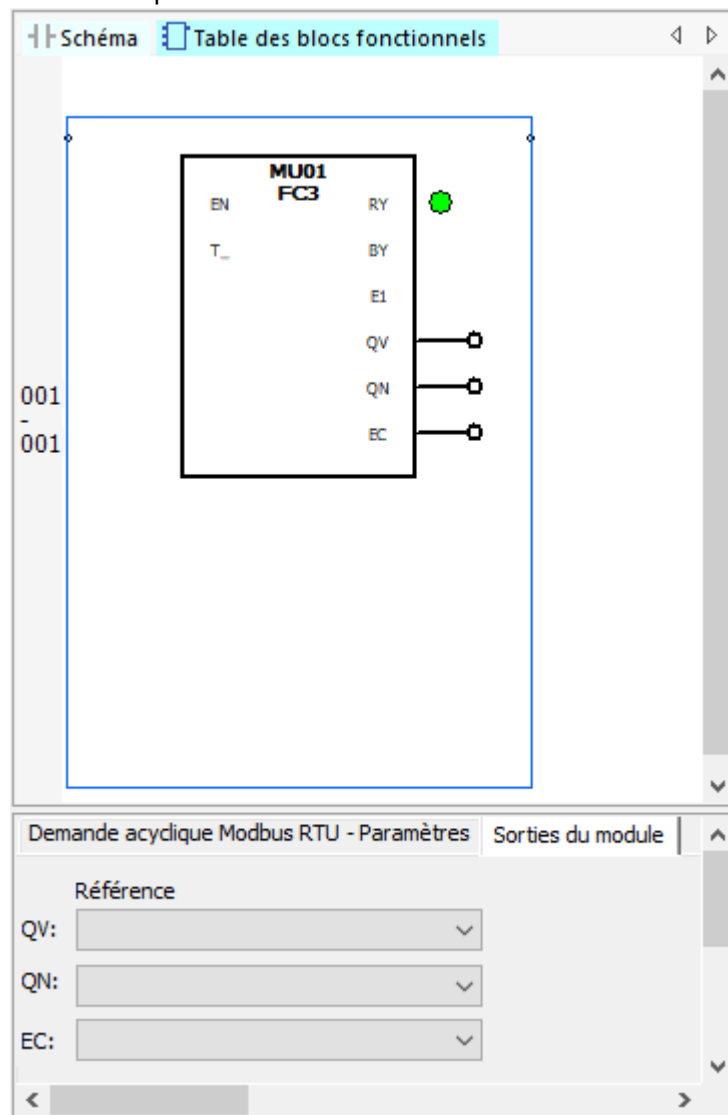 Schéma Table des blocs fonctionnels
MU01
FC3
EN RY
T_ BY
E1
QV
001 QN
-
001 EC
Demande acyclique Modbus RTU - Paramètres Sorties du module
Référence
QV:
QN:
EC: